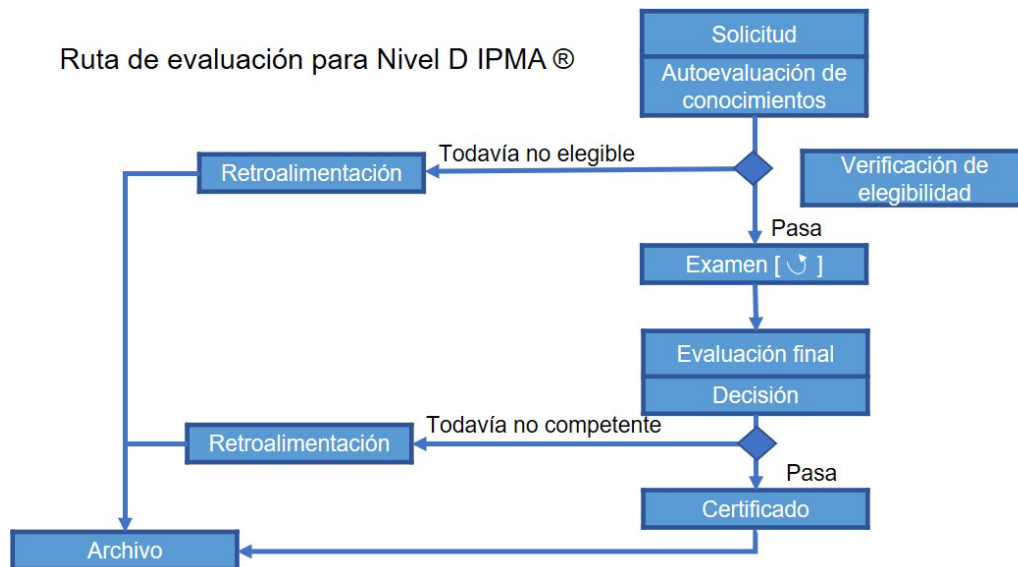 Ruta de evaluación para Nivel D IPMA ®
Solicitud
Autoevaluación de
conocimientos
Todavía no elegible
Retroalimentación
Verificación de
elegibilidad
Pasa
Examen [ ↺ ]
Evaluación final
Decisión
Todavía no competente
Retroalimentación
Pasa
Certificado
Archivo